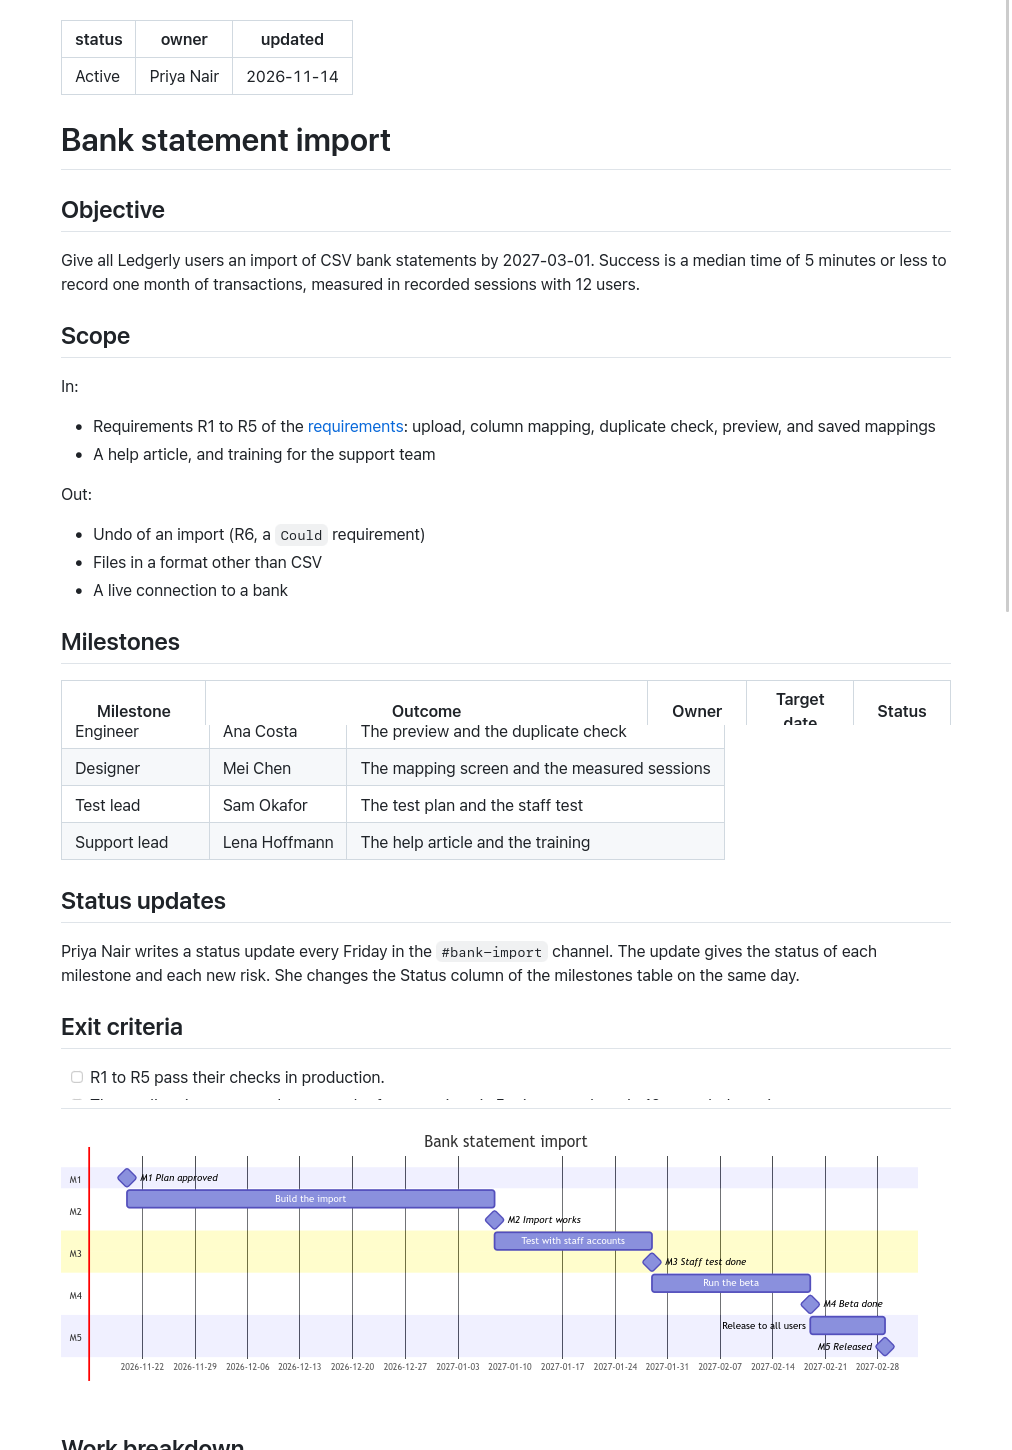 status owner updated
Active Priya Nair 2026-11-14
Bank statement import
Objective
Give all Ledgerly users an import of CSV bank statements by 2027-03-01. Success is a median time of 5 minutes or less to
record one month of transactions, measured in recorded sessions with 12 users.
Scope
In:
Requirements R1 to R5 of the requirements: upload, column mapping, duplicate check, preview, and saved mappings
A help article, and training for the support team
Out:
Undo of an import (R6, a Could requirement)
Files in a format other than CSV
A live connection to a bank
Milestones
Milestone Outcome Owner Target date Status
Engineer Ana Costa The preview and the duplicate check
Designer Mei Chen The mapping screen and the measured sessions
Test lead Sam Okafor The test plan and the staff test
Support lead Lena Hoffmann The help article and the training
Status updates
Priya Nair writes a status update every Friday in the #bank-import channel. The update gives the status of each
milestone and each new risk. She changes the Status column of the milestones table on the same day.
Exit criteria
R1 to R5 pass their checks in production.
Bank statement import
M1 M1 Plan approved
Build the import
M2
M2 Import works
Test with staff accounts
M3
M3 Staff test done
Run the beta
M4
M4 Beta done
Release to all users
M5
M5 Released
2026-11-22 2026-11-29 2026-12-06 2026-12-13 2026-12-20 2026-12-27 2027-01-03 2027-01-10 2027-01-17 2027-01-24 2027-01-31 2027-02-07 2027-02-14 2027-02-21 2027-02-28
Work breakdown